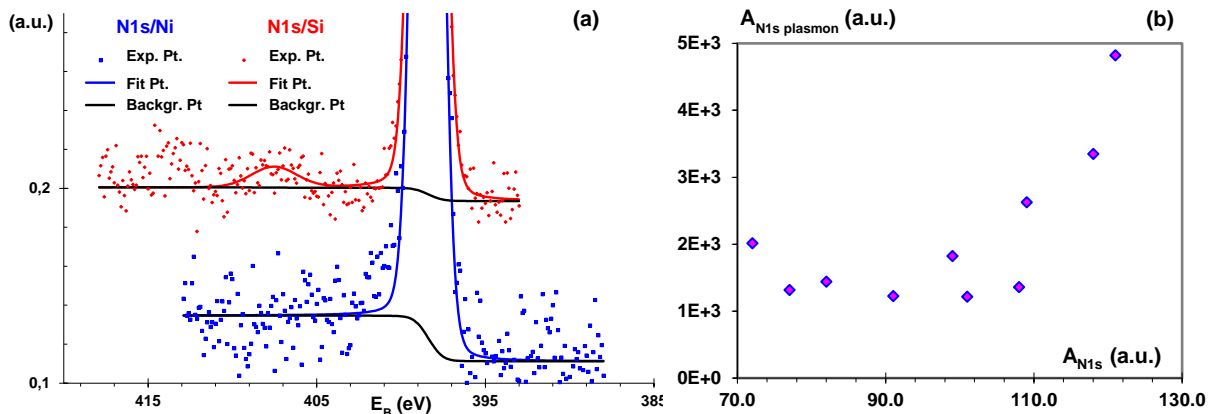 (a.u.)
N1s/Ni
N1s/Si
(a)
Exp. Pt.
Exp. Pt.
Fit Pt.
Fit Pt.
Backgr. Pt
Backgr. Pt
0,2
0,1
415
405
395
385
E_B (eV)
A_N1s plasmon (a.u.)
(b)
5E+3
4E+3
3E+3
2E+3
1E+3
0E+0
A_N1s (a.u.)
70.0
90.0
110.0
130.0